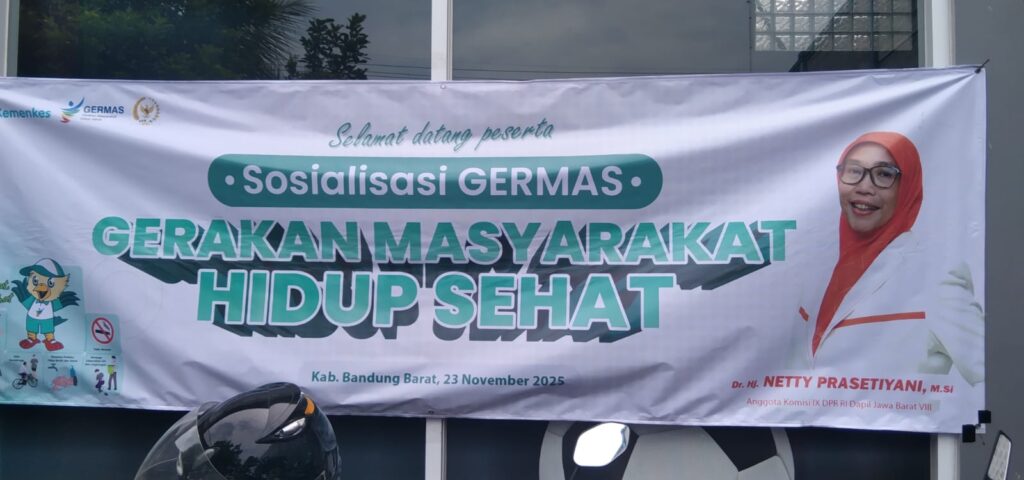 Kemenkes
GERMAS
Selamat datang peserta
• Sosialisasi GERMAS •
GERAKAN MASYARAKAT
HIDUP SEHAT
Kab. Bandung Barat, 23 November 2025
Dr. Hj. NETTY PRASETIYANI, M.Si
Anggota Komisi IX DPR RI Dapil Jawa Barat VIII